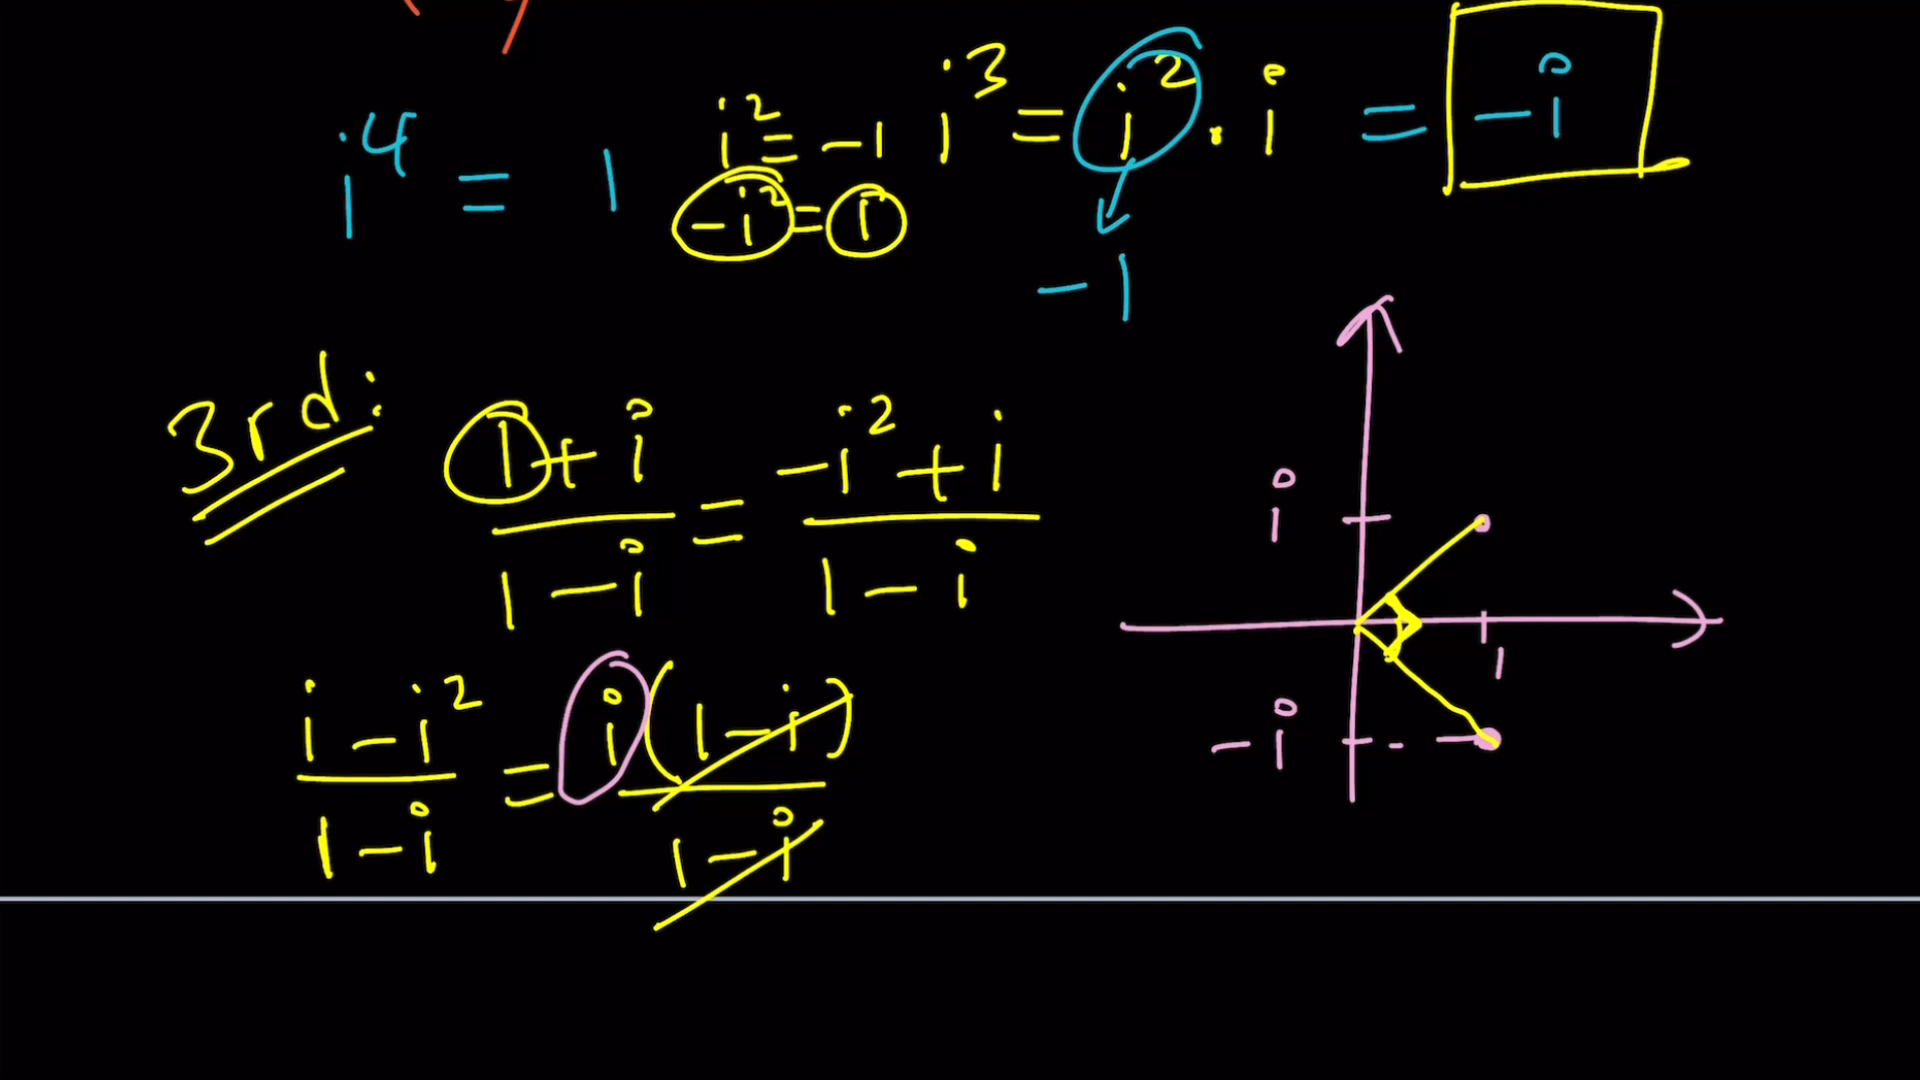 i⁴ = 1
i² = -1
-i² = 1
i³ = i² · i = -i
-1
3rd: (1 + i)/(1 - i) = (-i² + i)/(1 - i)
(i - i²)/(1 - i) = i(1 - i)/(1 - i)
i
1
-i